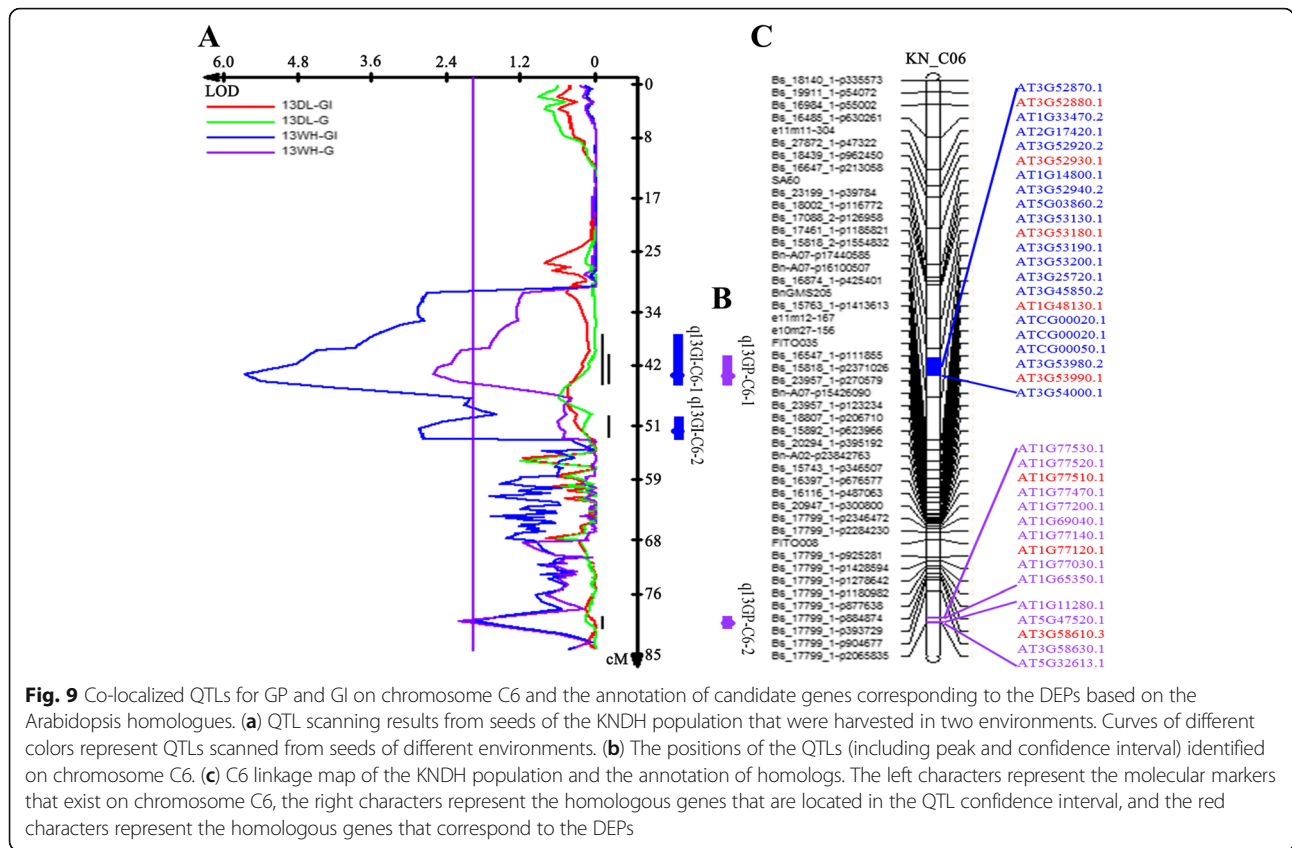 A
C
6.0 4.8 3.6 2.4 1.2 0
LOD
13DL-GI
13DL-G
13WH-GI
13WH-G
0
8
17
25
34
42
51
59
68
76
85
cM
B
q13GI-C6-1
q13GI-C6-2
q13GP-C6-1
q13GP-C6-2
KN_C06
Bs_18140_1-p335573
Bs_19911_1-p54072
Bs_16984_1-p55002
Bs_16485_1-p630261
e11m11-304
Bs_27872_1-p47322
Bs_18439_1-p962450
Bs_16647_1-p213058
SA60
Bs_23199_1-p39784
Bs_18002_1-p116772
Bs_17088_2-p126958
Bs_17461_1-p1185821
Bs_15818_2-p1554832
Bn-A07-p17440585
Bn-A07-p16100507
Bs_16874_1-p425401
BnGMS205
Bs_15763_1-p1413613
e11m12-167
e10m27-156
FITO035
Bs_16547_1-p111855
Bs_15818_1-p2371026
Bs_23957_1-p270579
Bn-A07-p15426090
Bs_23957_1-p123234
Bs_18807_1-p206710
Bs_15892_1-p623966
Bs_20294_1-p395192
Bn-A02-p23842763
Bs_15743_1-p346507
Bs_16397_1-p676577
Bs_16116_1-p487063
Bs_20947_1-p300800
Bs_17799_1-p2346472
Bs_17799_1-p2284230
FITO008
Bs_17799_1-p925281
Bs_17799_1-p1428594
Bs_17799_1-p1278642
Bs_17799_1-p1180982
Bs_17799_1-p877638
Bs_17799_1-p884874
Bs_17799_1-p393729
Bs_17799_1-p904677
Bs_17799_1-p2065835
AT3G52870.1
AT3G52880.1
AT1G33470.2
AT2G17420.1
AT3G52920.2
AT3G52930.1
AT1G14800.1
AT3G52940.2
AT5G03860.2
AT3G53130.1
AT3G53180.1
AT3G53190.1
AT3G53200.1
AT3G25720.1
AT3G45850.2
AT1G48130.1
ATCG00020.1
ATCG00020.1
ATCG00050.1
AT3G53980.2
AT3G53990.1
AT3G54000.1
AT1G77530.1
AT1G77520.1
AT1G77510.1
AT1G77470.1
AT1G77200.1
AT1G69040.1
AT1G77140.1
AT1G77120.1
AT1G77030.1
AT1G65350.1
AT1G11280.1
AT5G47520.1
AT3G58610.3
AT3G58630.1
AT5G32613.1
Fig. 9 Co-localized QTLs for GP and GI on chromosome C6 and the annotation of candidate genes corresponding to the DEPs based on the
Arabidopsis homologues. (a) QTL scanning results from seeds of the KNDH population that were harvested in two environments. Curves of different
colors represent QTLs scanned from seeds of different environments. (b) The positions of the QTLs (including peak and confidence interval) identified
on chromosome C6. (c) C6 linkage map of the KNDH population and the annotation of homologs. The left characters represent the molecular markers
that exist on chromosome C6, the right characters represent the homologous genes that are located in the QTL confidence interval, and the red
characters represent the homologous genes that correspond to the DEPs